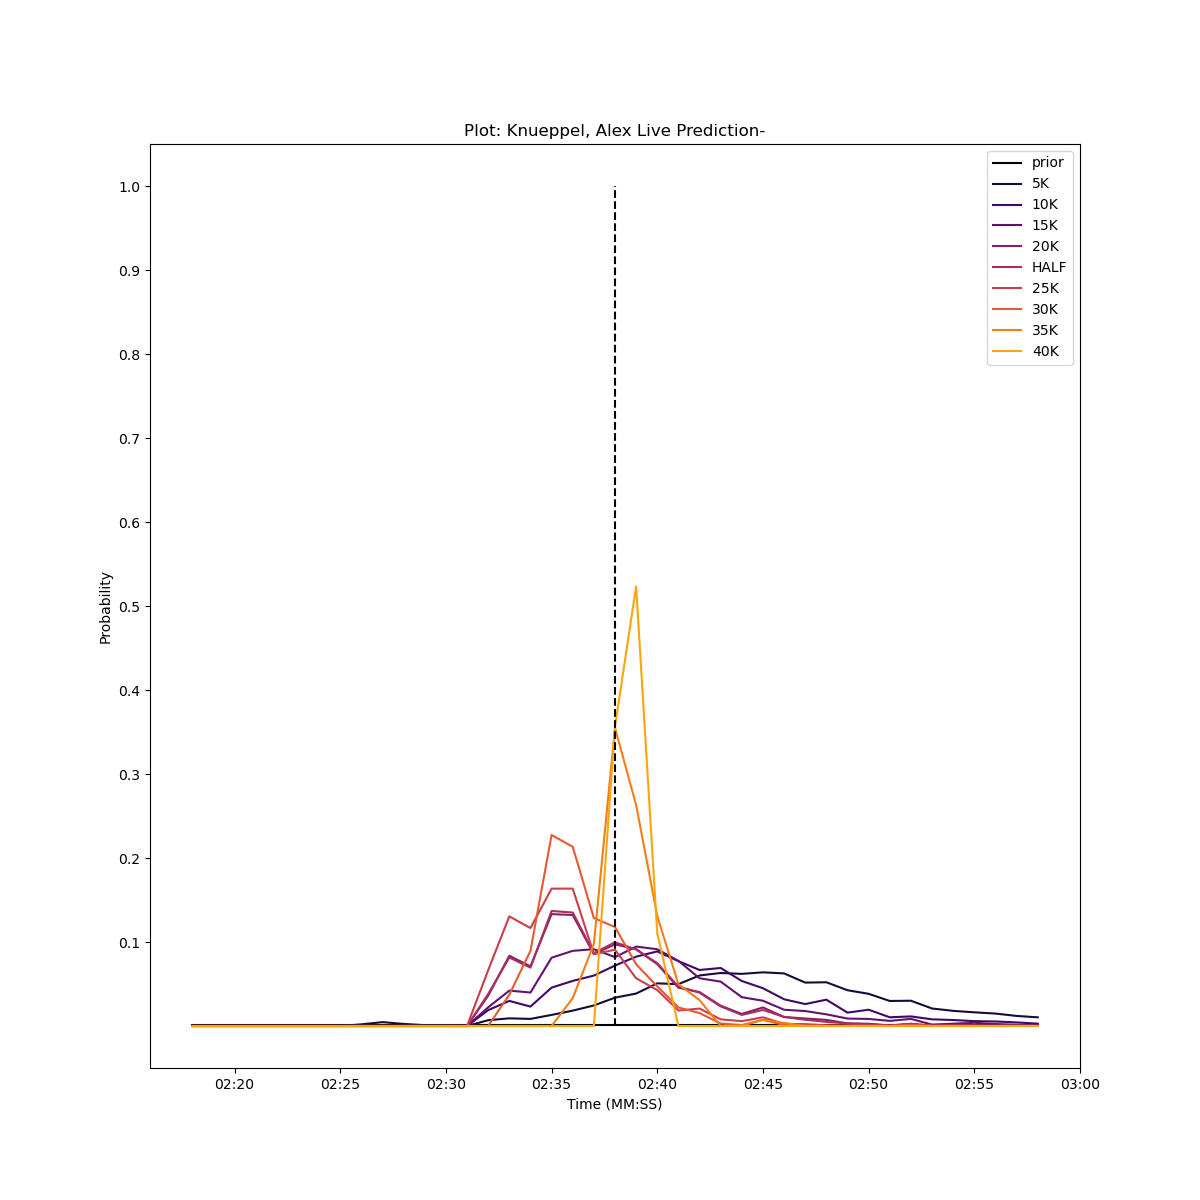 Plot: Knueppel, Alex Live Prediction-
prior
5K
10K
15K
20K
HALF
25K
30K
35K
40K
1.0
0.9
0.8
0.7
0.6
0.5
0.4
0.3
0.2
0.1
Probability
02:20 02:25 02:30 02:35 02:40 02:45 02:50 02:55 03:00
Time (MM:SS)